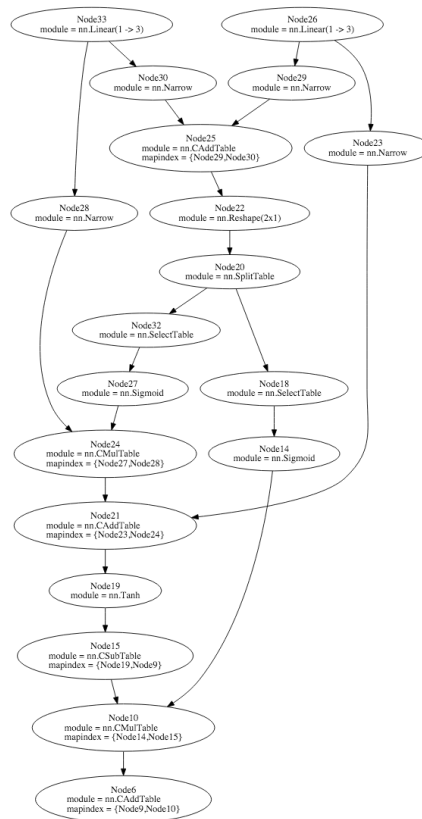 Node33
module = nn.Linear(1 -> 3)
Node26
module = nn.Linear(1 -> 3)
Node30
module = nn.Narrow
Node29
module = nn.Narrow
Node25
module = nn.CAddTable
mapindex = {Node29,Node30}
Node23
module = nn.Narrow
Node28
module = nn.Narrow
Node22
module = nn.Reshape(2x1)
Node20
module = nn.SplitTable
Node32
module = nn.SelectTable
Node27
module = nn.Sigmoid
Node18
module = nn.SelectTable
Node24
module = nn.CMulTable
mapindex = {Node27,Node28}
Node14
module = nn.Sigmoid
Node21
module = nn.CAddTable
mapindex = {Node23,Node24}
Node19
module = nn.Tanh
Node15
module = nn.CSubTable
mapindex = {Node19,Node9}
Node10
module = nn.CMulTable
mapindex = {Node14,Node15}
Node6
module = nn.CAddTable
mapindex = {Node9,Node10}